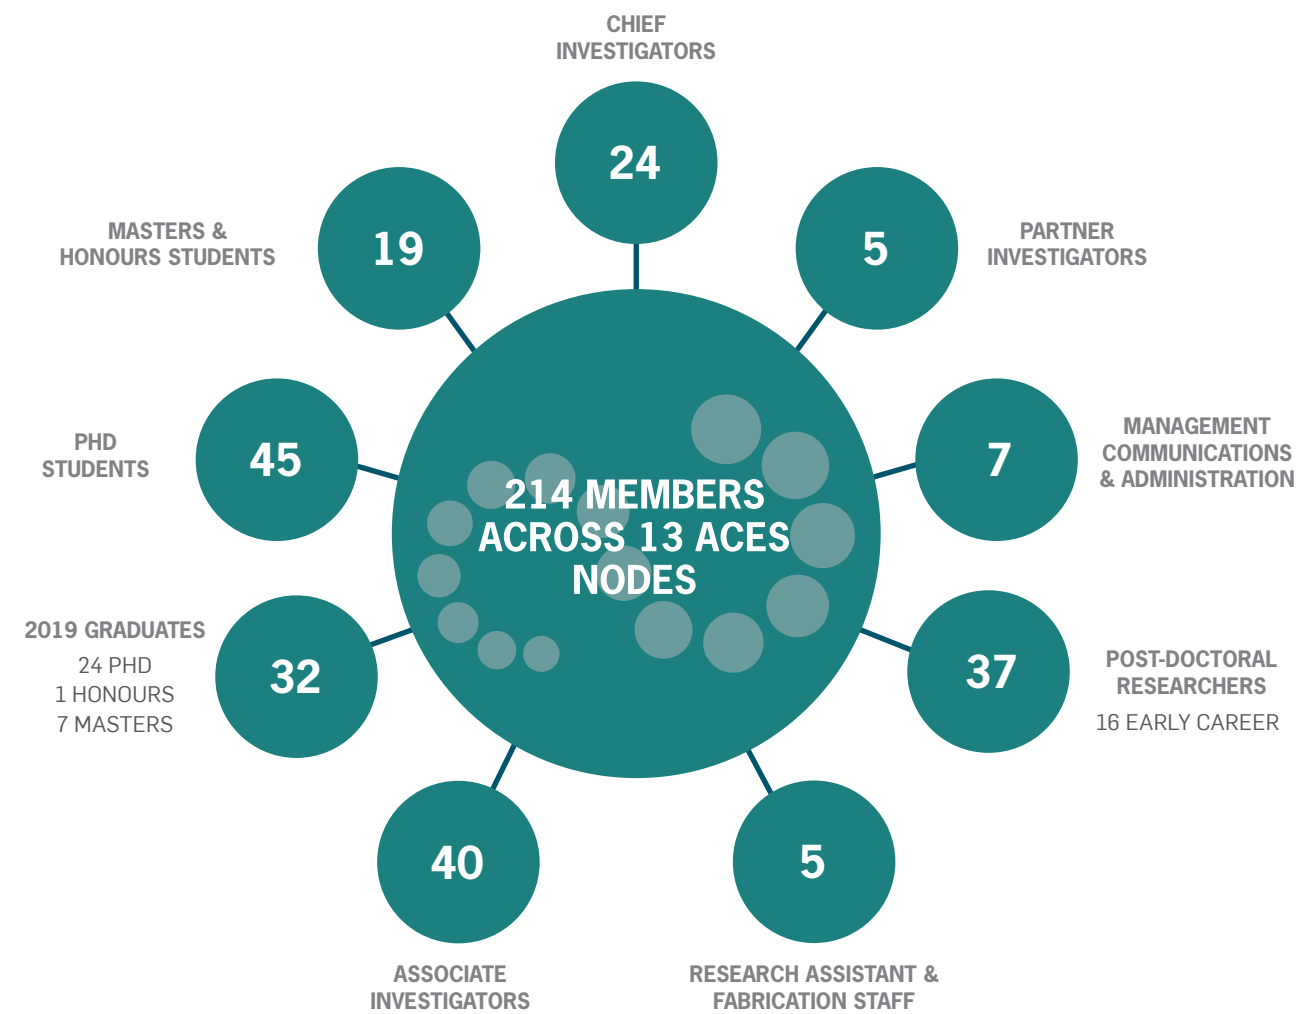 CHIEF
INVESTIGATORS
24
PARTNER
INVESTIGATORS
5
MANAGEMENT
COMMUNICATIONS
& ADMINISTRATION
7
POST-DOCTORAL
RESEARCHERS
16 EARLY CAREER
37
RESEARCH ASSISTANT &
FABRICATION STAFF
5
ASSOCIATE
INVESTIGATORS
40
2019 GRADUATES
24 PHD
1 HONOURS
7 MASTERS
32
PHD
STUDENTS
45
MASTERS &
HONOURS STUDENTS
19
214 MEMBERS
ACROSS 13 ACES
NODES